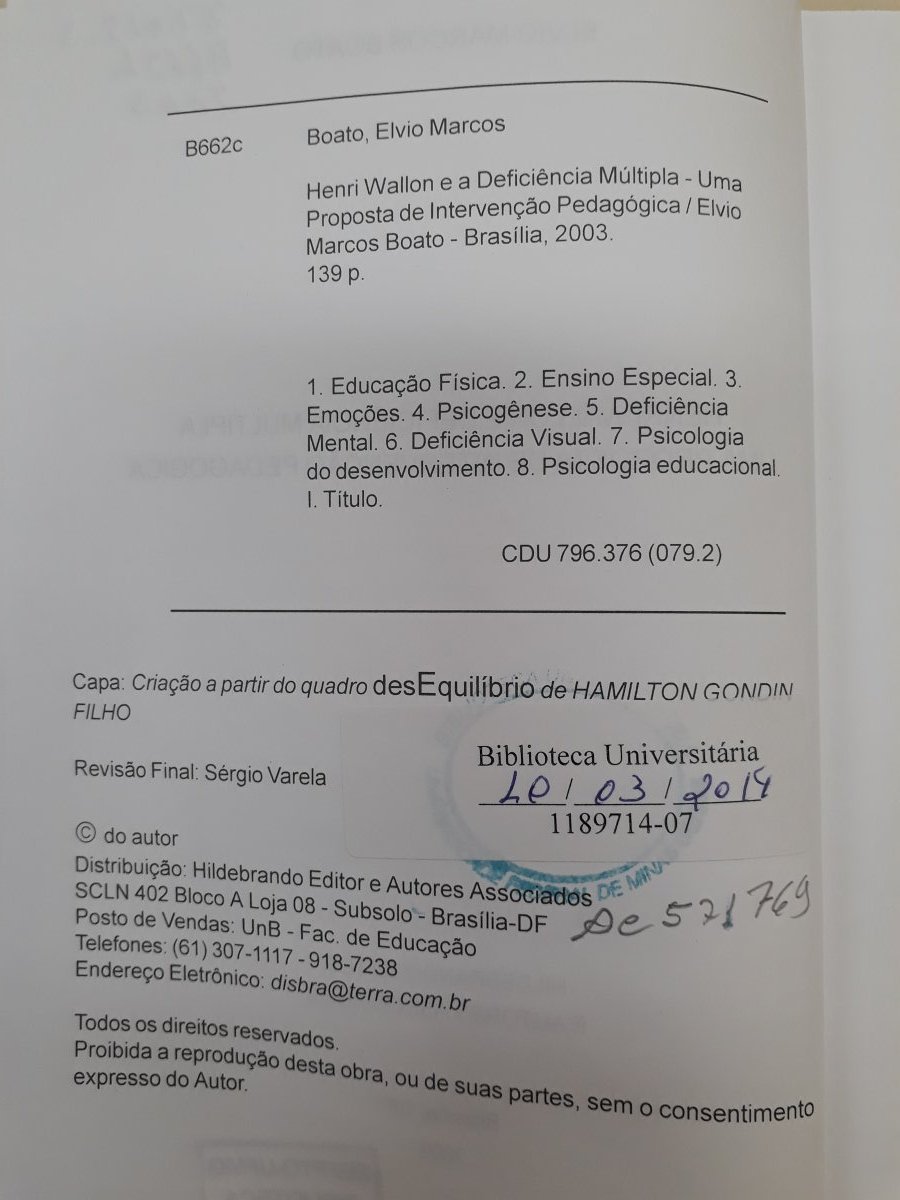 B662c
Boato, Elvio Marcos
Henri Wallon e a Deficiência Múltipla - Uma
Proposta de Intervenção Pedagógica / Elvio
Marcos Boato - Brasília, 2003.
139 p.
1. Educação Física. 2. Ensino Especial. 3.
Emoções. 4. Psicogênese. 5. Deficiência
Mental. 6. Deficiência Visual. 7. Psicologia
do desenvolvimento. 8. Psicologia educacional.
I. Título.
CDU 796.376 (079.2)
Capa: Criação a partir do quadro desEquilíbrio de HAMILTON GONDIN
FILHO
Revisão Final: Sérgio Varela
Biblioteca Universitária
10 / 03 / 2014
1189714-07
© do autor
Distribuição: Hildebrando Editor e Autores Associados
SCLN 402 Bloco A Loja 08 - Subsolo - Brasília-DF
Posto de Vendas: UnB - Fac. de Educação
Telefones: (61) 307-1117 - 918-7238
Endereço Eletrônico: disbra@terra.com.br
DE MINA
571769
Todos os direitos reservados.
Proibida a reprodução desta obra, ou de suas partes, sem o consentimento
expresso do Autor.